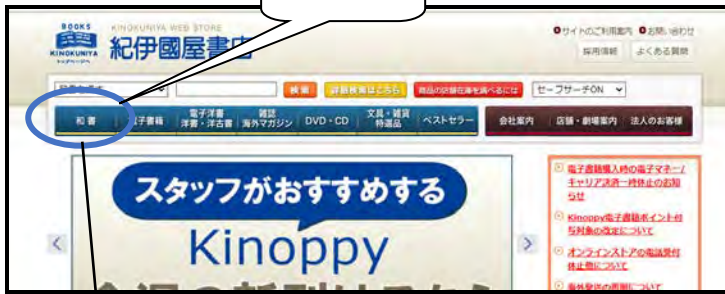 BOOKS
KINOKUNIYA
KINOKUNIYA WEB STORE
紀伊國屋書店
サイトのご利用案内 お問い合わせ
採用情報 よくある質問
検索 詳細検索はこちら 商品の店舗在庫を調べるには セーフサーチON
和書 電子書籍 電子洋書 洋書・洋古書 雑誌 海外マガジン DVD・CD 文具・雑貨 特選品 ベストセラー 会社案内 店舗・劇場案内 法人のお客様
スタッフがおすすめする
Kinoppy
電子書籍購入時の電子マネー/
キャリア決済一時休止のお知
らせ
Kinoppy電子書籍ポイント付
与対象の改定について
オンラインストアの電話受付
休止についいて